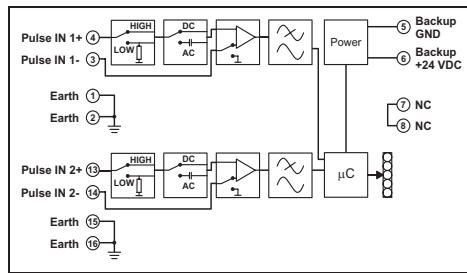 Pulse IN 1+ 4 HIGH LOW DC AC Power 5 Backup GND
Pulse IN 1- 3 6 Backup +24 VDC
Earth 1 7 NC
Earth 2 8 NC
Pulse IN 2+ 13 HIGH LOW DC AC µC
Pulse IN 2- 14
Earth 15
Earth 16